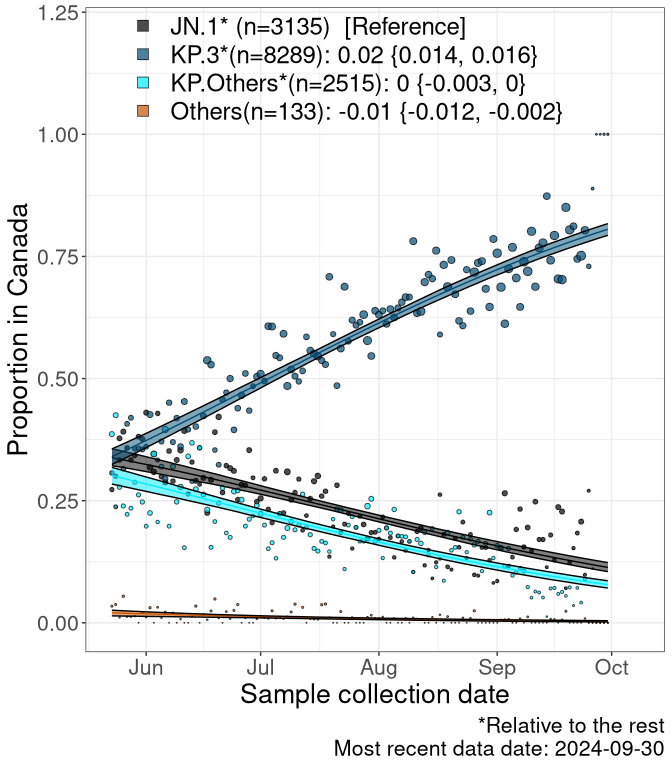 JN.1* (n=3135) [Reference]
KP.3*(n=8289): 0.02 {0.014, 0.016}
KP.Others*(n=2515): 0 {-0.003, 0}
Others(n=133): -0.01 {-0.012, -0.002}
1.25
1.00
0.75
0.50
0.25
0.00
Proportion in Canada
Jun Jul Aug Sep Oct
Sample collection date
*Relative to the rest
Most recent data date: 2024-09-30